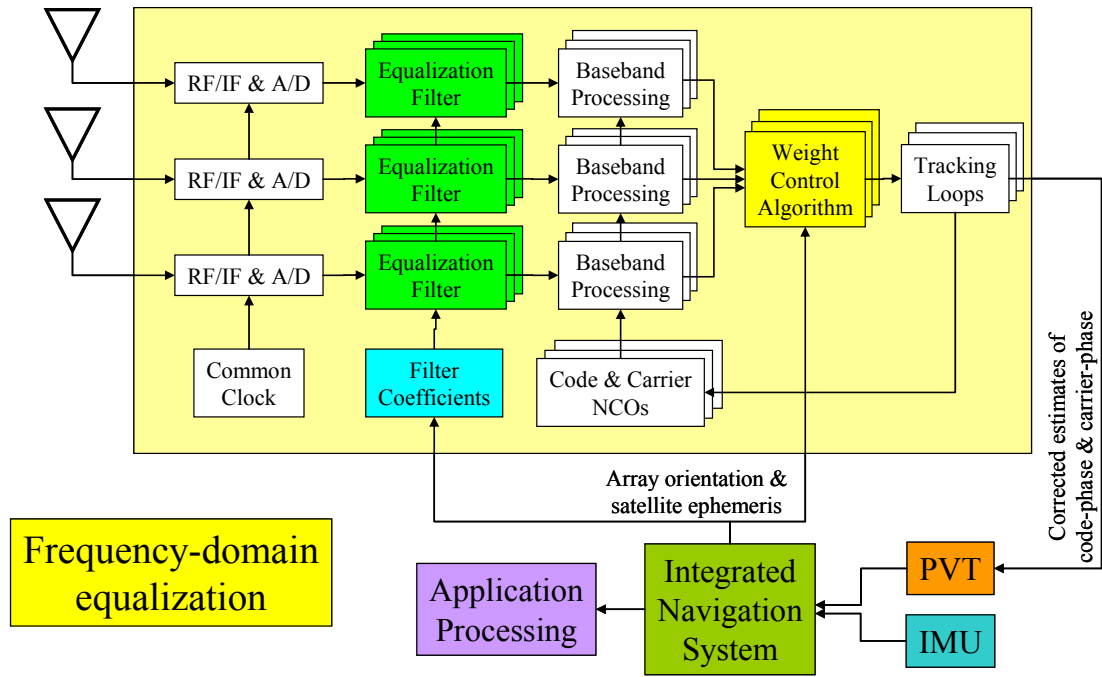 RF/IF & A/D
Equalization
Filter
Baseband
Processing
RF/IF & A/D
Equalization
Filter
Baseband
Processing
Weight
Control
Algorithm
Tracking
Loops
RF/IF & A/D
Equalization
Filter
Baseband
Processing
Common
Clock
Filter
Coefficients
Code & Carrier
NCOs
Corrected estimates of
code-phase & carrier-phase
Array orientation &
satellite ephemeris
Frequency-domain
equalization
Application
Processing
Integrated
Navigation
System
PVT
IMU